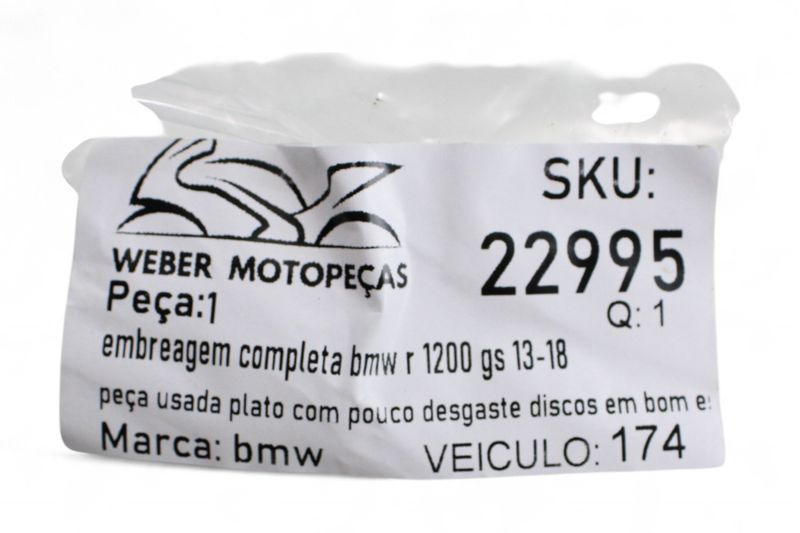 WEBER MOTOPEÇAS
SKU:
22995
Peça:1
Q: 1
embreagem completa bmw r 1200 gs 13-18
peça usada plato com pouco desgaste discos em bom
Marca: bmw
VEICULO: 174